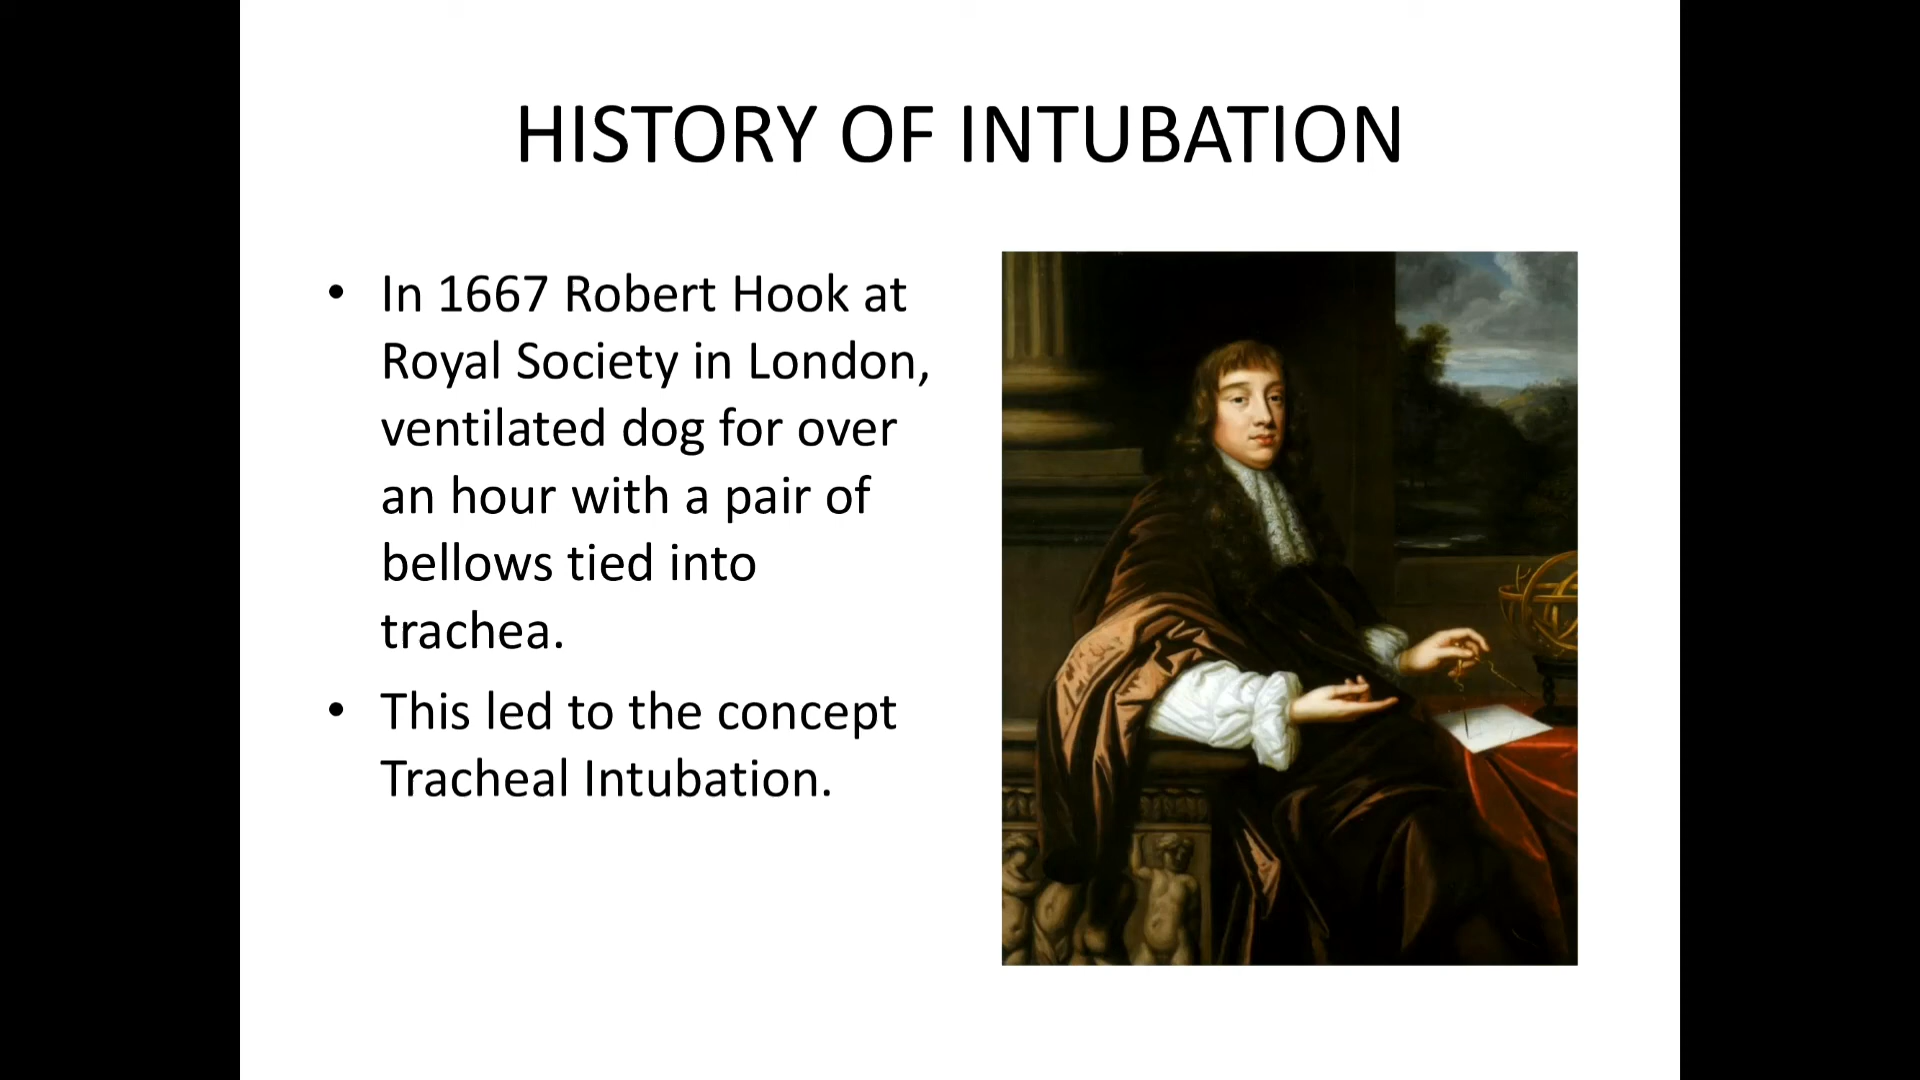 HISTORY OF INTUBATION
• In 1667 Robert Hook at
Royal Society in London,
ventilated dog for over
an hour with a pair of
bellows tied into
trachea.
• This led to the concept
Tracheal Intubation.